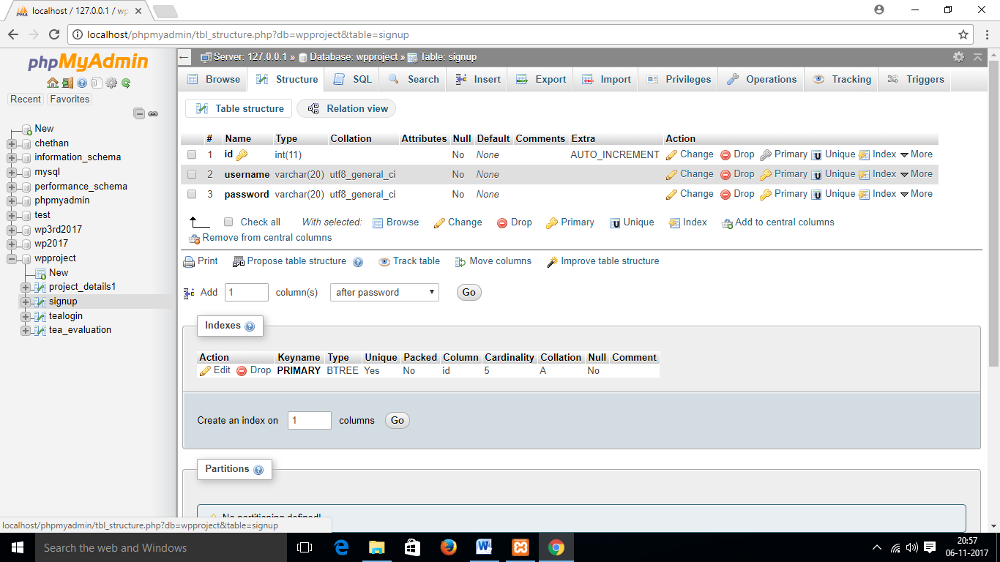 localhost / 127.0.0.1 / wp
localhost/phpmyadmin/tbl_structure.php?db=wpproject&table=signup
phpMyAdmin
Recent Favorites
New
chethan
information_schema
mysql
performance_schema
phpmyadmin
test
wp3rd2017
wp2017
wpproject
New
project_details1
signup
tealogin
tea_evaluation
Server: 127.0.0.1 » Database: wpproject » Table: signup
Browse Structure SQL Search Insert Export Import Privileges Operations Tracking Triggers
Table structure Relation view
# Name Type Collation Attributes Null Default Comments Extra Action
1 id int(11) No None AUTO_INCREMENT Change Drop Primary Unique Index More
2 username varchar(20) utf8_general_ci No None Change Drop Primary Unique Index More
3 password varchar(20) utf8_general_ci No None Change Drop Primary Unique Index More
Check all With selected: Browse Change Drop Primary Unique Index Add to central columns
Remove from central columns
Print Propose table structure Track table Move columns Improve table structure
Add 1 column(s) after password Go
Indexes
Action Keyname Type Unique Packed Column Cardinality Collation Null Comment
Edit Drop PRIMARY BTREE Yes No id 5 A No
Create an index on 1 columns Go
Partitions
No partitioning defined!
localhost/phpmyadmin/tbl_structure.php?db=wpproject&table=signup
Search the web and Windows
20:57
06-11-2017